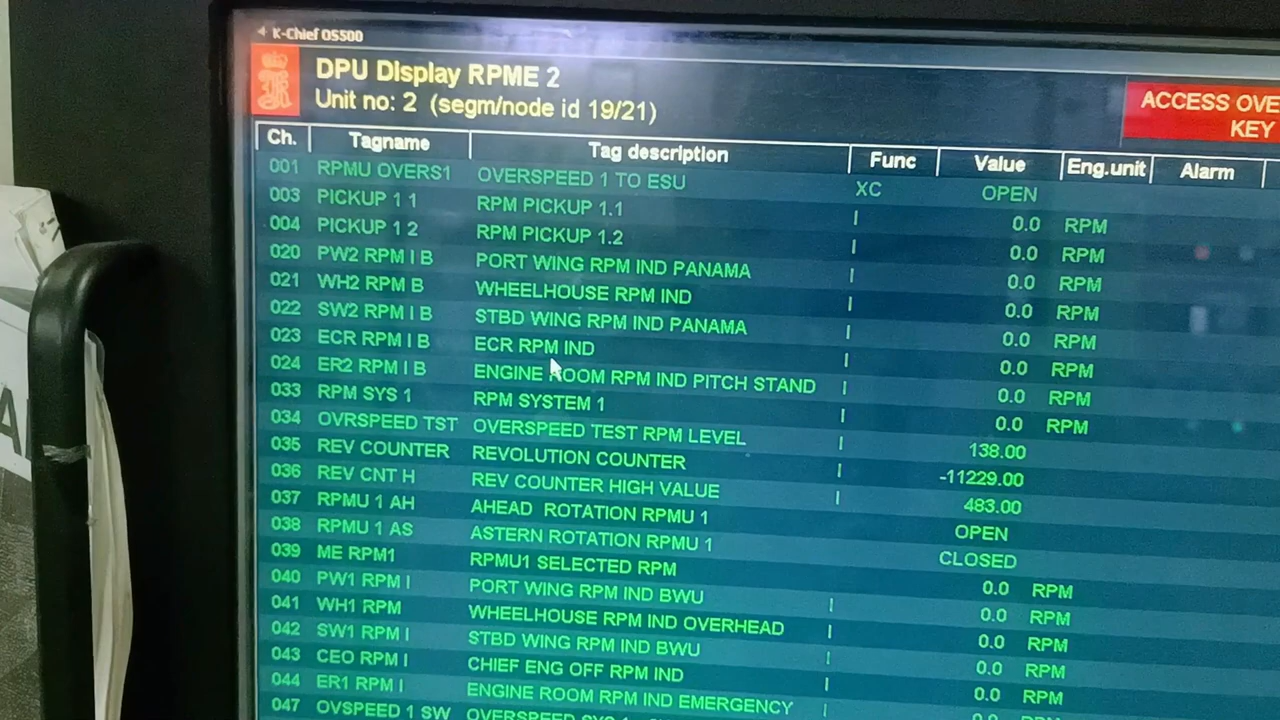 K-Chief OS500
DPU Display RPME 2
Unit no: 2 (segm/node id 19/21)
ACCESS OVE
KEY
Ch. Tagname Tag description Func Value Eng.unit Alarm
001 RPMU OVERS1 OVERSPEED 1 TO ESU XC OPEN
003 PICKUP 1 1 RPM PICKUP 1.1 I 0.0 RPM
004 PICKUP 1 2 RPM PICKUP 1.2 I 0.0 RPM
020 PW2 RPM I B PORT WING RPM IND PANAMA I 0.0 RPM
021 WH2 RPM B WHEELHOUSE RPM IND I 0.0 RPM
022 SW2 RPM I B STBD WING RPM IND PANAMA I 0.0 RPM
023 ECR RPM I B ECR RPM IND I 0.0 RPM
024 ER2 RPM I B ENGINE ROOM RPM IND PITCH STAND I 0.0 RPM
033 RPM SYS 1 RPM SYSTEM 1 I 0.0 RPM
034 OVRSPEED TST OVERSPEED TEST RPM LEVEL I 138.00
035 REV COUNTER REVOLUTION COUNTER I -11229.00
036 REV CNT H REV COUNTER HIGH VALUE I 483.00
037 RPMU 1 AH AHEAD ROTATION RPMU 1 OPEN
038 RPMU 1 AS ASTERN ROTATION RPMU 1 CLOSED
039 ME RPM1 RPMU1 SELECTED RPM 0.0 RPM
040 PW1 RPM I PORT WING RPM IND BWU I 0.0 RPM
041 WH1 RPM WHEELHOUSE RPM IND OVERHEAD I 0.0 RPM
042 SW1 RPM I STBD WING RPM IND BWU I 0.0 RPM
043 CEO RPM I CHIEF ENG OFF RPM IND I 0.0 RPM
044 ER1 RPM I ENGINE ROOM RPM IND EMERGENCY I 0.0 RPM
047 OVSPEED 1 SW OVERSPEED SYS 1